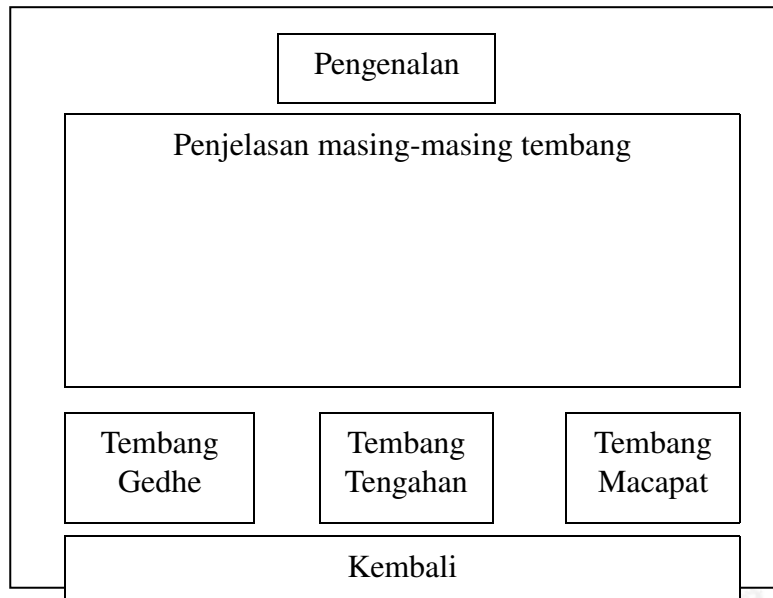 Pengenalan
Penjelasan masing-masing tembang
Tembang
Gedhe
Tembang
Tengahan
Tembang
Macapat
Kembali